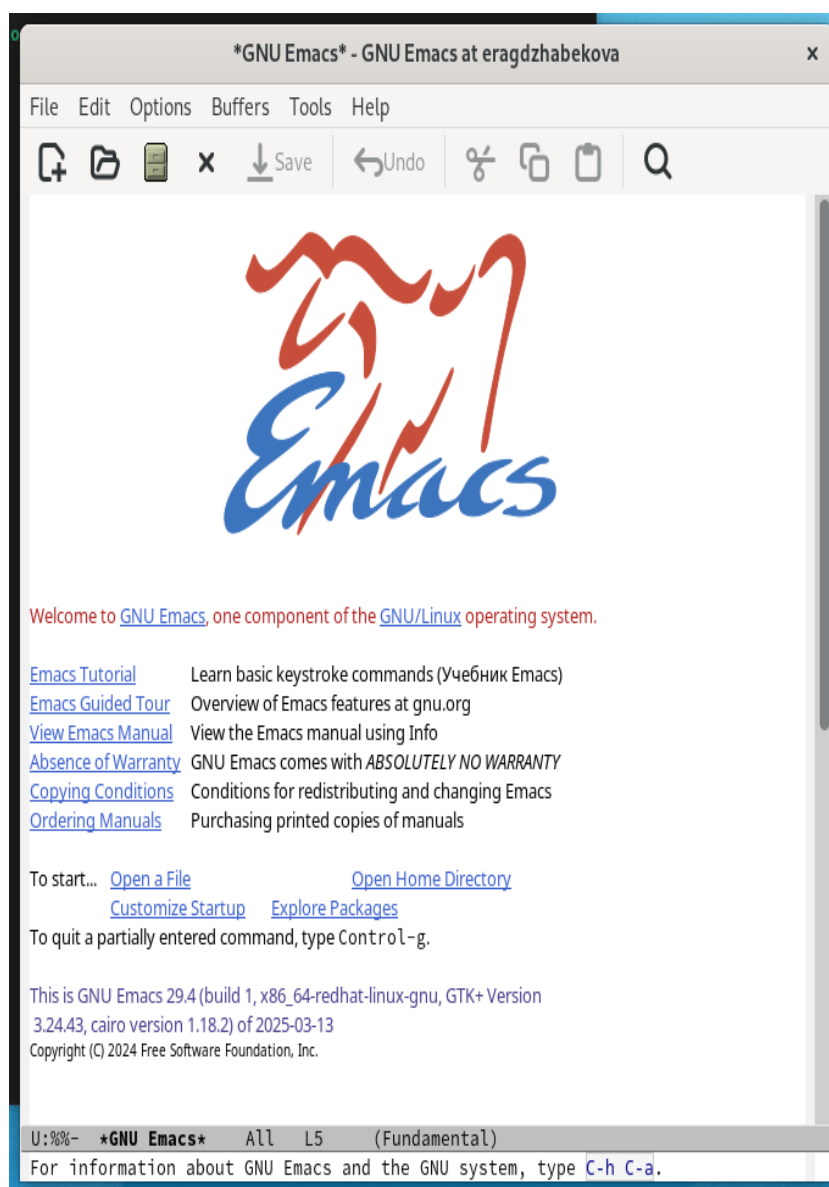 *GNU Emacs* - GNU Emacs at eragdzhabekova
File Edit Options Buffers Tools Help
Save Undo
Emacs
Welcome to GNU Emacs, one component of the GNU/Linux operating system.
Emacs Tutorial Learn basic keystroke commands (Учебник Emacs)
Emacs Guided Tour Overview of Emacs features at gnu.org
View Emacs Manual View the Emacs manual using Info
Absence of Warranty GNU Emacs comes with ABSOLUTELY NO WARRANTY
Copying Conditions Conditions for redistributing and changing Emacs
Ordering Manuals Purchasing printed copies of manuals
To start... Open a File Open Home Directory
Customize Startup Explore Packages
To quit a partially entered command, type Control-g.
This is GNU Emacs 29.4 (build 1, x86_64-redhat-linux-gnu, GTK+ Version
3.24.43, cairo version 1.18.2) of 2025-03-13
Copyright (C) 2024 Free Software Foundation, Inc.
U:%%- *GNU Emacs* All L5 (Fundamental)
For information about GNU Emacs and the GNU system, type C-h C-a.